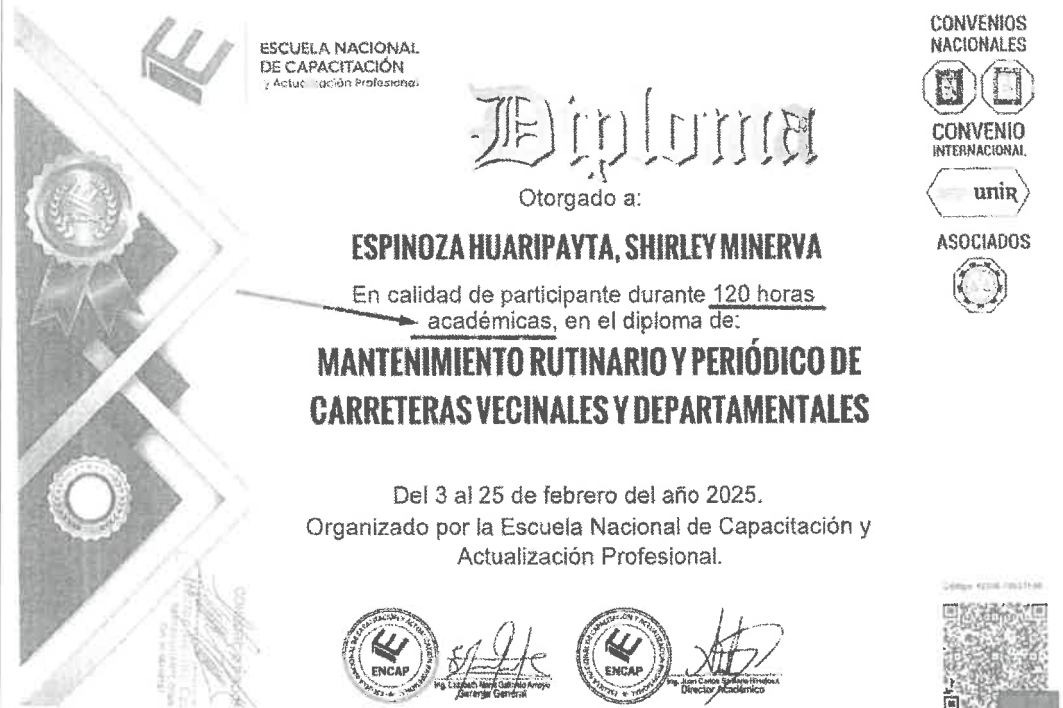 ESCUELA NACIONAL
DE CAPACITACIÓN
y Actualización Profesional
Diploma
Otorgado a:
ESPINOZA HUARIPAYTA, SHIRLEY MINERVA
En calidad de participante durante 120 horas
académicas, en el diploma de:
MANTENIMIENTO RUTINARIO Y PERIÓDICO DE
CARRETERAS VECINALES Y DEPARTAMENTALES
Del 3 al 25 de febrero del año 2025.
Organizado por la Escuela Nacional de Capacitación y
Actualización Profesional.
ENCAP
Gerente General
ENCAP
Director Académico
CONVENIOS
NACIONALES
CONVENIO
INTERNACIONAL
unir
ASOCIADOS